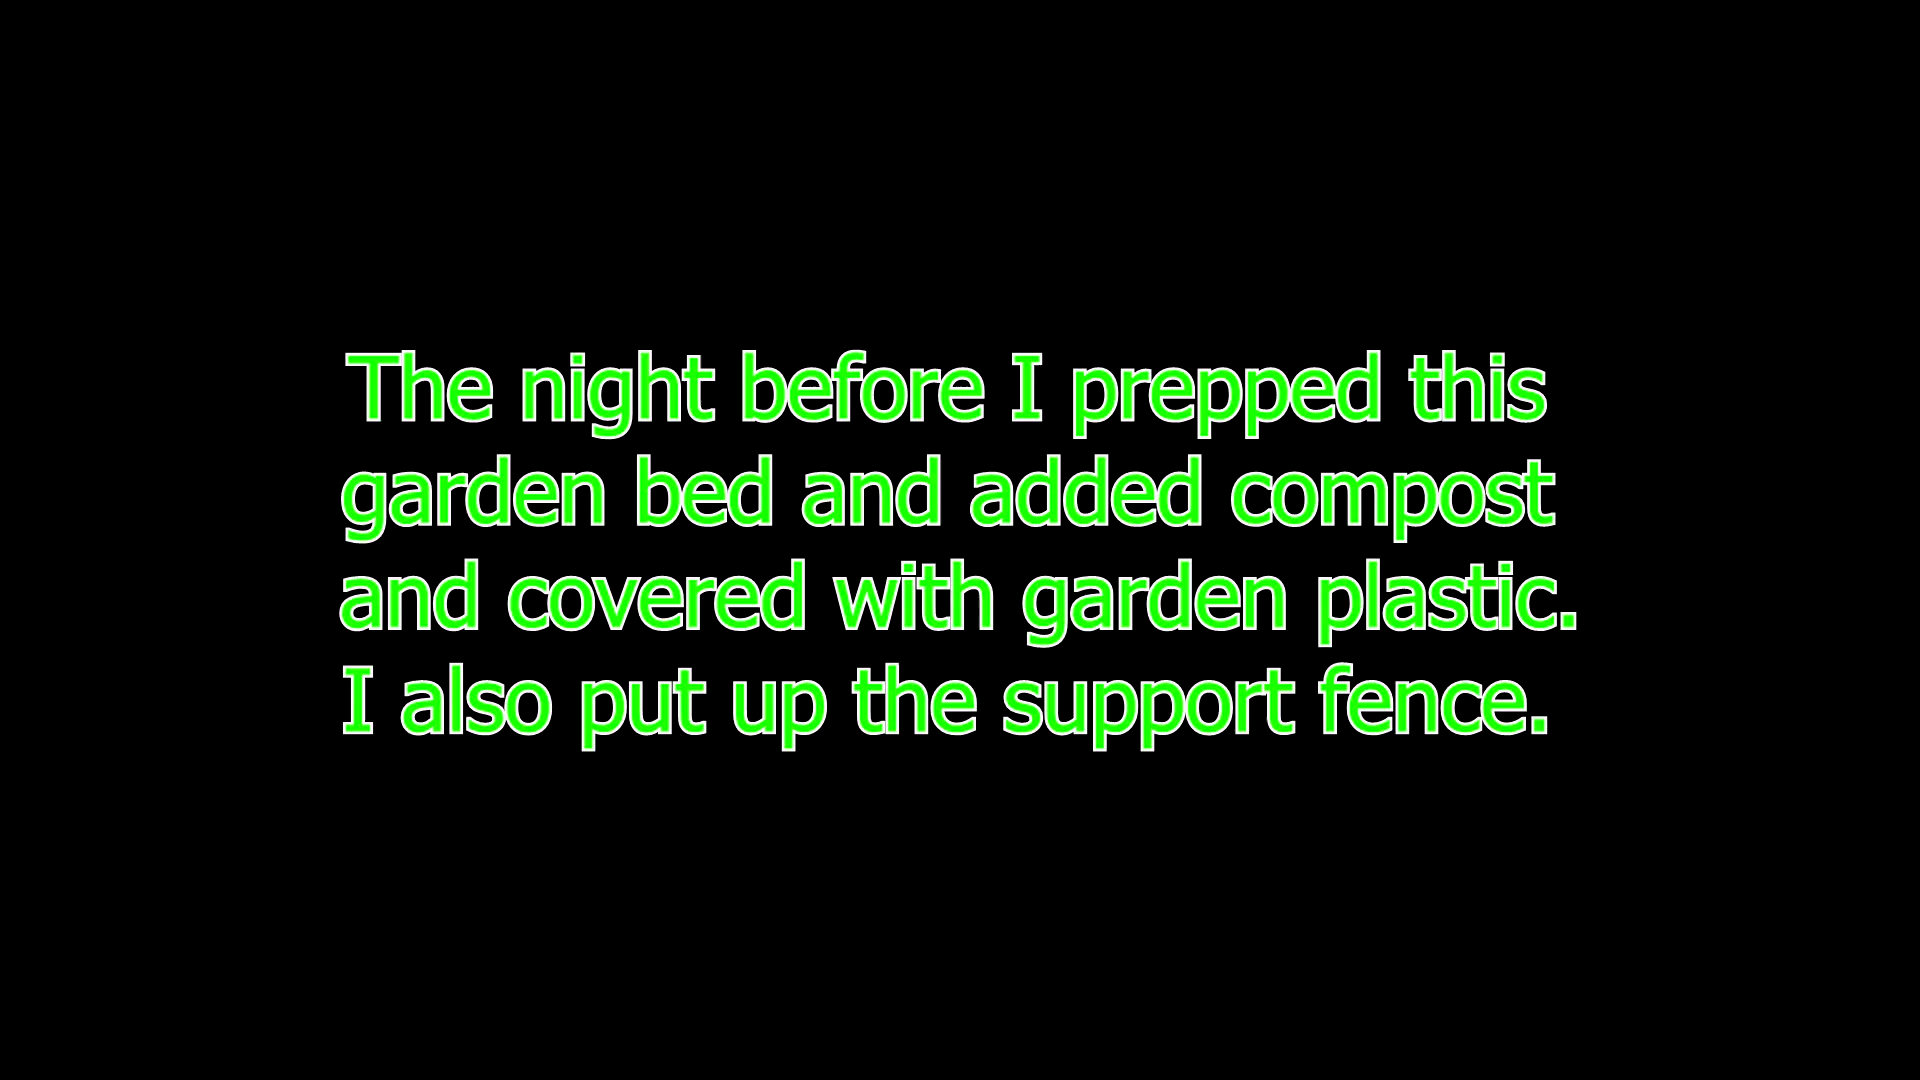 The night before I prepped this
garden bed and added compost
and covered with garden plastic.
I also put up the support fence.